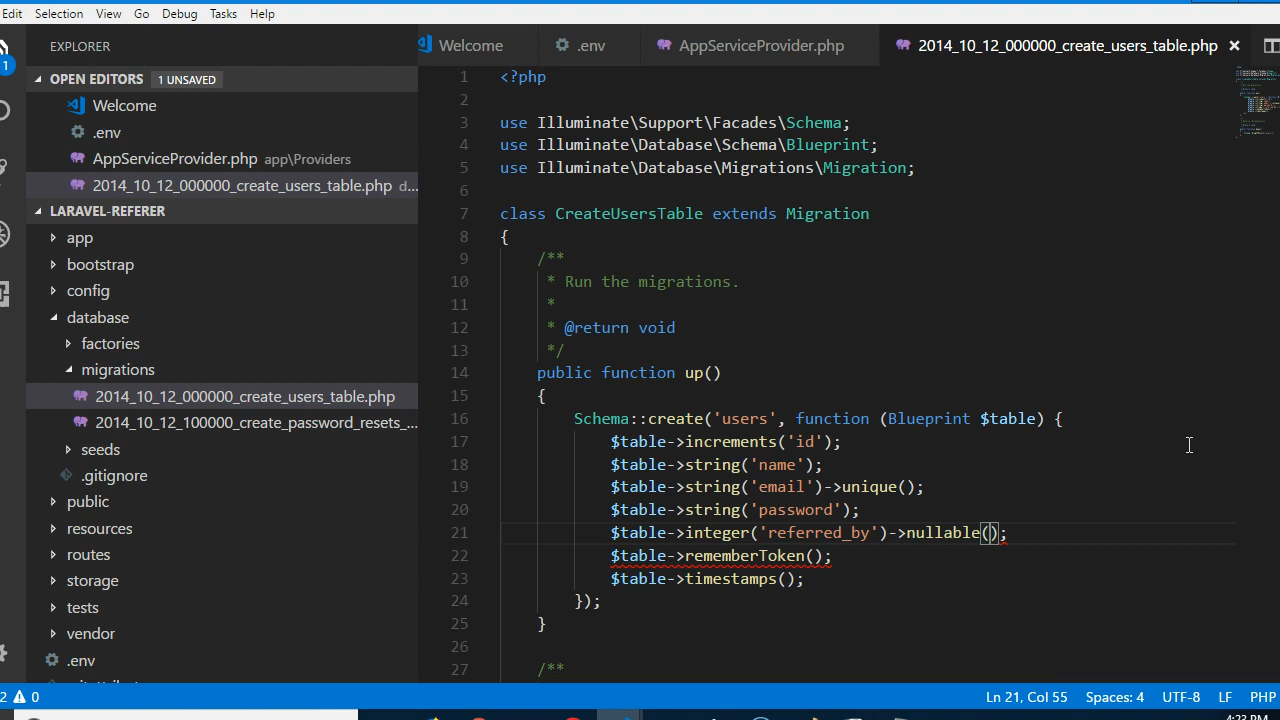 Edit Selection View Go Debug Tasks Help
EXPLORER
OPEN EDITORS 1 UNSAVED
Welcome
.env
AppServiceProvider.php app\Providers
2014_10_12_000000_create_users_table.php d...
LARAVEL-REFERER
app
bootstrap
config
database
factories
migrations
2014_10_12_000000_create_users_table.php
2014_10_12_100000_create_password_resets_...
seeds
.gitignore
public
resources
routes
storage
tests
vendor
.env
1
Welcome .env AppServiceProvider.php 2014_10_12_000000_create_users_table.php
1 <?php
2
3 use Illuminate\Support\Facades\Schema;
4 use Illuminate\Database\Schema\Blueprint;
5 use Illuminate\Database\Migrations\Migration;
6
7 class CreateUsersTable extends Migration
8 {
9 /**
10 * Run the migrations.
11 *
12 * @return void
13 */
14 public function up()
15 {
16 Schema::create('users', function (Blueprint $table) {
17 $table->increments('id');
18 $table->string('name');
19 $table->string('email')->unique();
20 $table->string('password');
21 $table->integer('referred_by')->nullable();
22 $table->rememberToken();
23 $table->timestamps();
24 });
25 }
26
27 /**
2 0 Ln 21, Col 55 Spaces: 4 UTF-8 LF PHP
4:23 PM